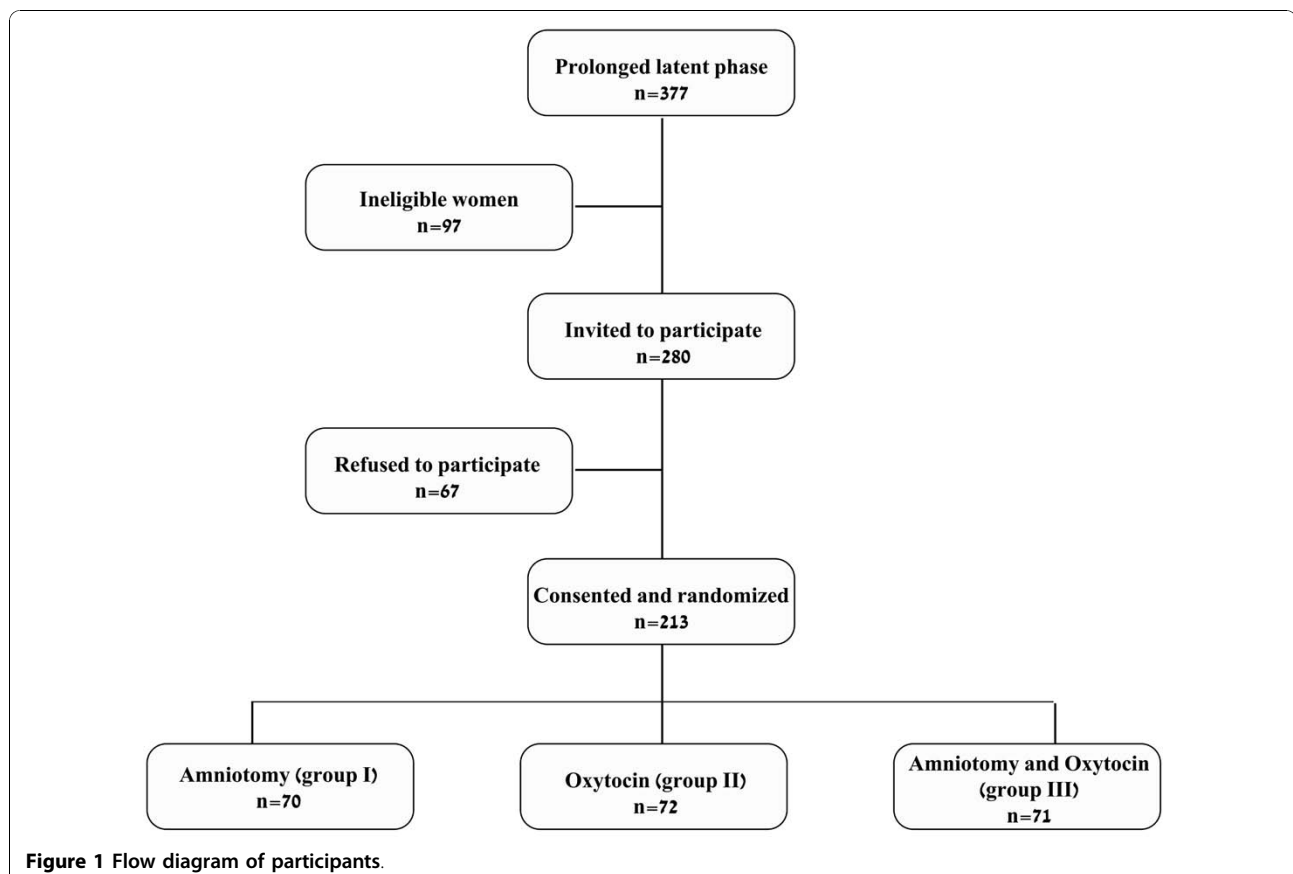 Prolonged latent phase
n=377
Ineligible women
n=97
Invited to participate
n=280
Refused to participate
n=67
Consented and randomized
n=213
Amniotomy (group I)
n=70
Oxytocin (group II)
n=72
Amniotomy and Oxytocin
(group III)
n=71
Figure 1 Flow diagram of participants.